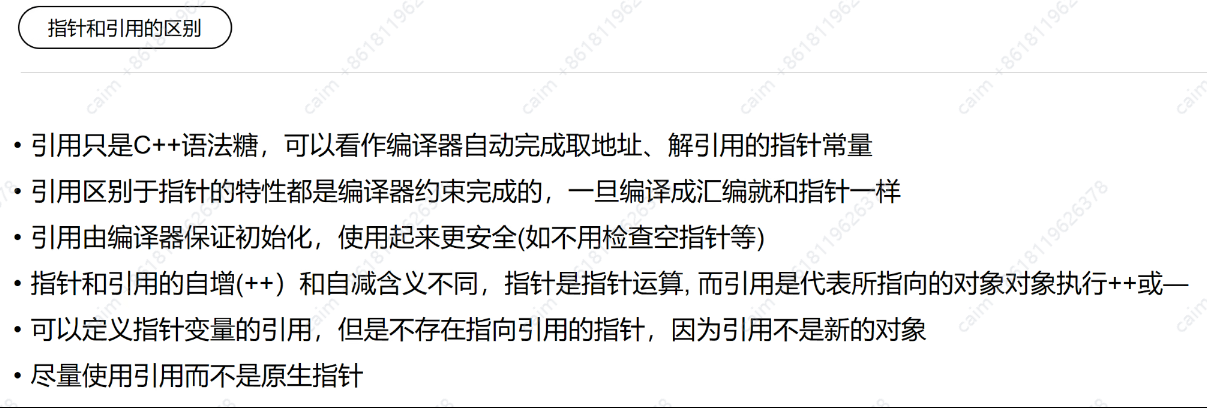 指针和引用的区别
• 引用只是C++语法糖，可以看作编译器自动完成取地址、解引用的指针常量
• 引用区别于指针的特性都是编译器约束完成的，一旦编译成汇编就和指针一样
• 引用由编译器保证初始化，使用起来更安全(如不用检查空指针等)
• 指针和引用的自增(++）和自减含义不同，指针是指针运算, 而引用是代表所指向的对象对象执行++或—
• 可以定义指针变量的引用，但是不存在指向引用的指针，因为引用不是新的对象
• 尽量使用引用而不是原生指针
caim +8618119626378